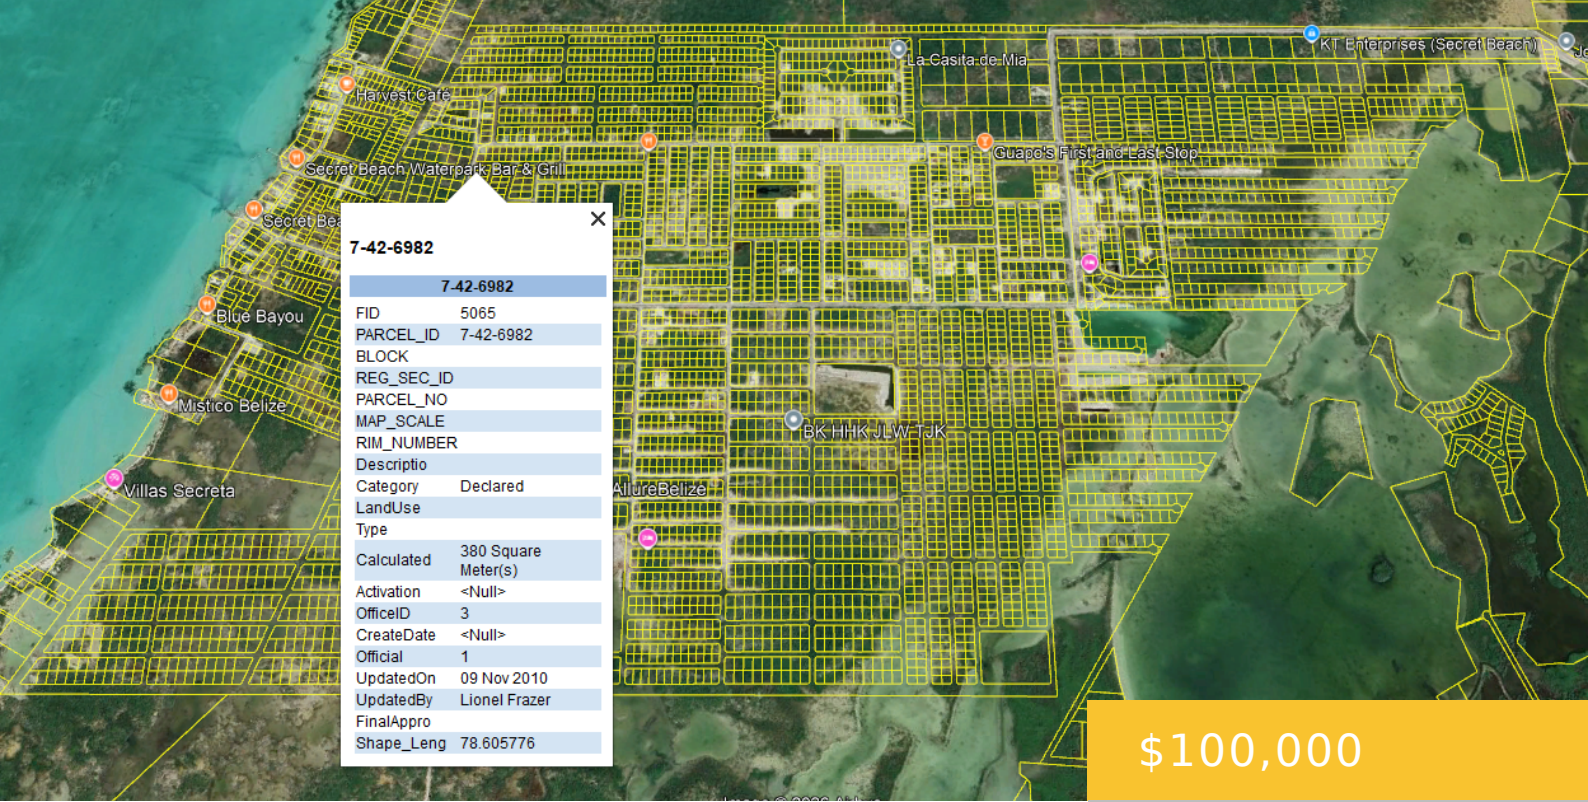 La Casita de Mia
KT Enterprises (Secret Beach)
Harvest Café
Guapo's First and Last Stop
Secret Beach Waterpark Bar & Grill
Secret Bea
7-42-6982
7-42-6982
FID 5065
PARCEL_ID 7-42-6982
BLOCK
REG_SEC_ID
PARCEL_NO
MAP_SCALE
RIM_NUMBER
Descriptio
Category Declared
LandUse
Type
Calculated 380 Square
Meter(s)
Activation <Null>
OfficeID 3
CreateDate <Null>
Official 1
UpdatedOn 09 Nov 2010
UpdatedBy Lionel Frazer
FinalAppro
Shape_Leng 78.605776
Blue Bayou
Mistico Belize
BK HHK JLW TJK
Villas Secreta
AllureBelize
$100,000